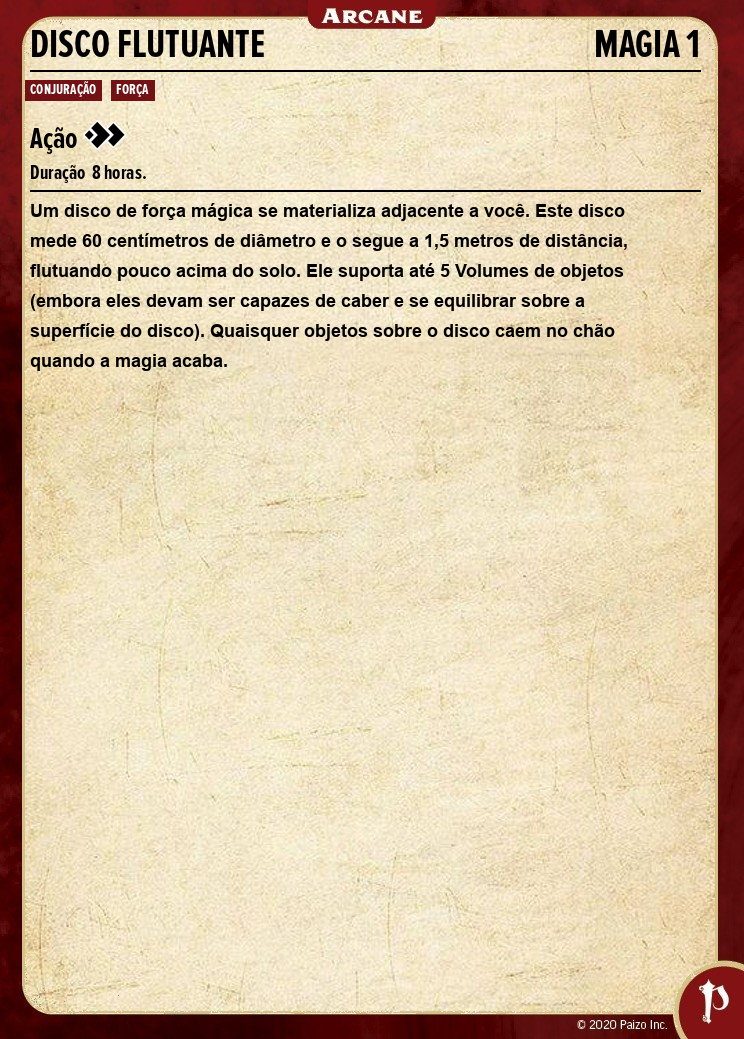 ARCANE
DISCO FLUTUANTE MAGIA 1
CONJURAÇÃO FORÇA
Ação
Duração 8 horas.
Um disco de força mágica se materializa adjacente a você. Este disco
mede 60 centímetros de diâmetro e o segue a 1,5 metros de distância,
flutuando pouco acima do solo. Ele suporta até 5 Volumes de objetos
(embora eles devam ser capazes de caber e se equilibrar sobre a
superfície do disco). Quaisquer objetos sobre o disco caem no chão
quando a magia acaba.
© 2020 Paizo Inc.
P